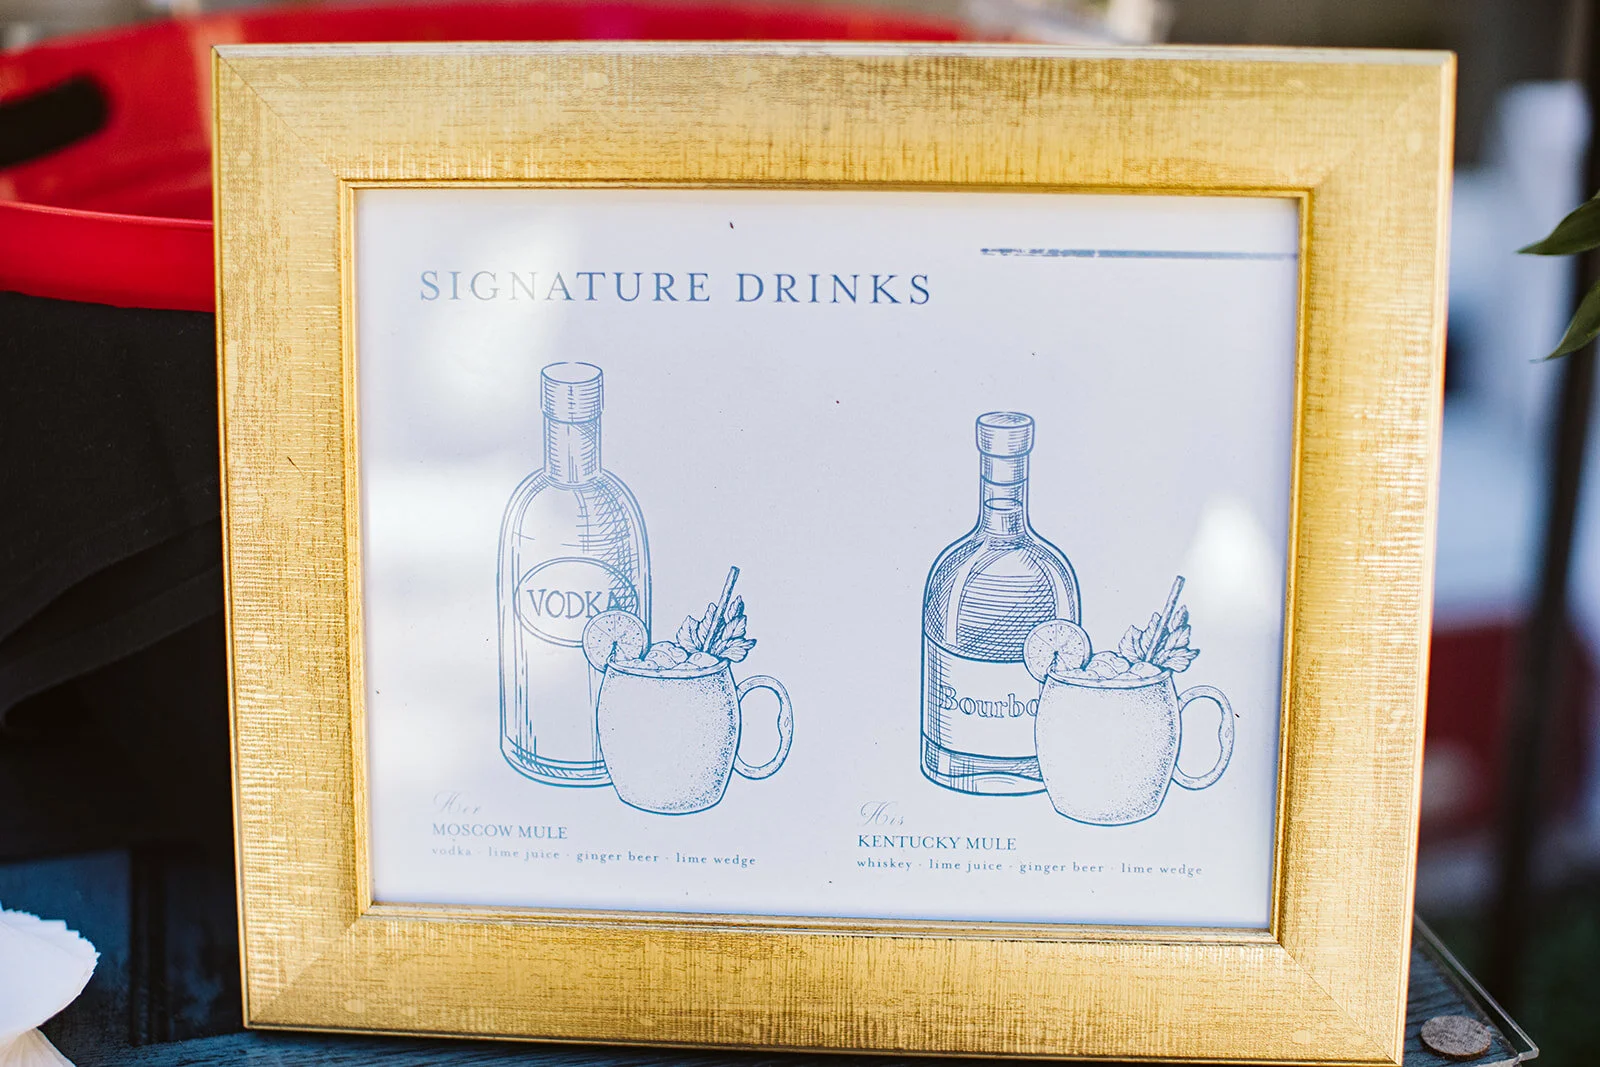 SIGNATURE DRINKS
VODKA
Bourbo
Her
MOSCOW MULE
vodka · lime juice · ginger beer · lime wedge
His
KENTUCKY MULE
whiskey · lime juice · ginger beer · lime wedge